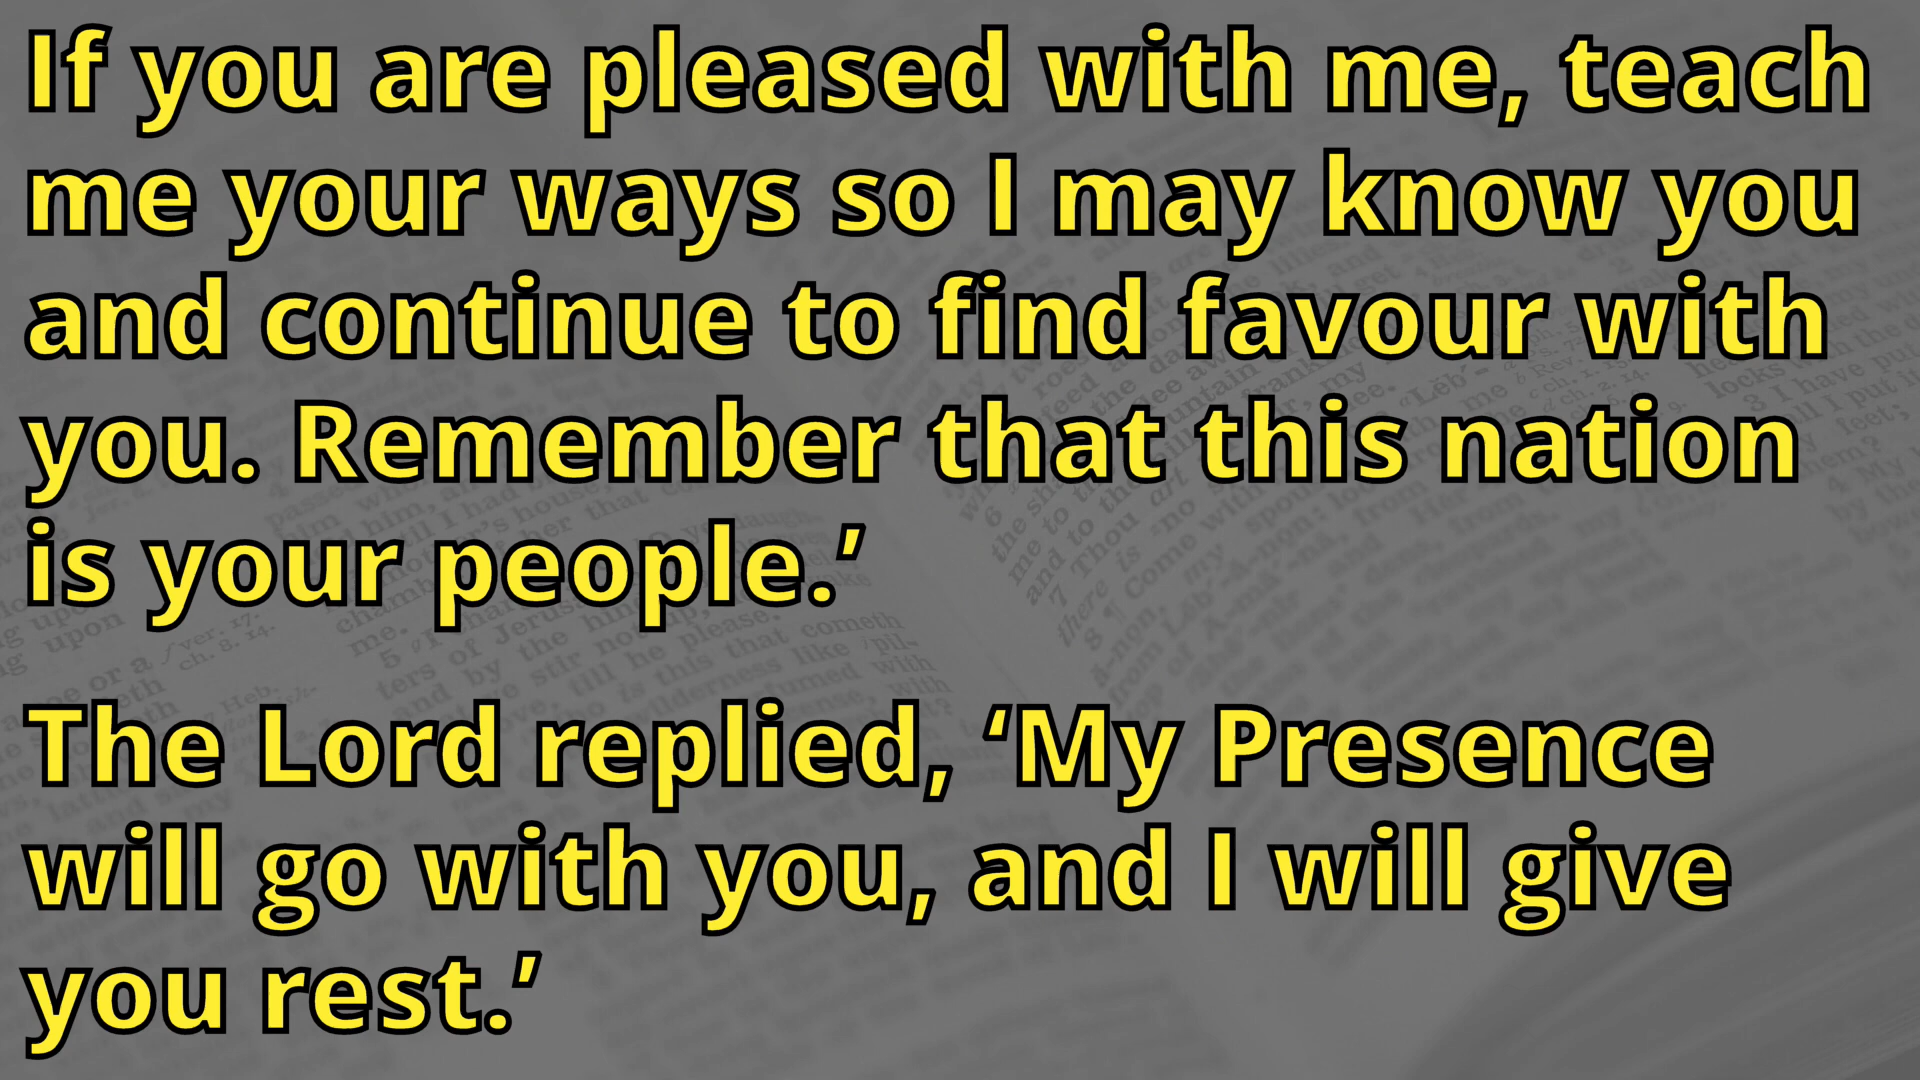 If you are pleased with me, teach
me your ways so I may know you
and continue to find favour with
you. Remember that this nation
is your people.’
The Lord replied, ‘My Presence
will go with you, and I will give
you rest.’